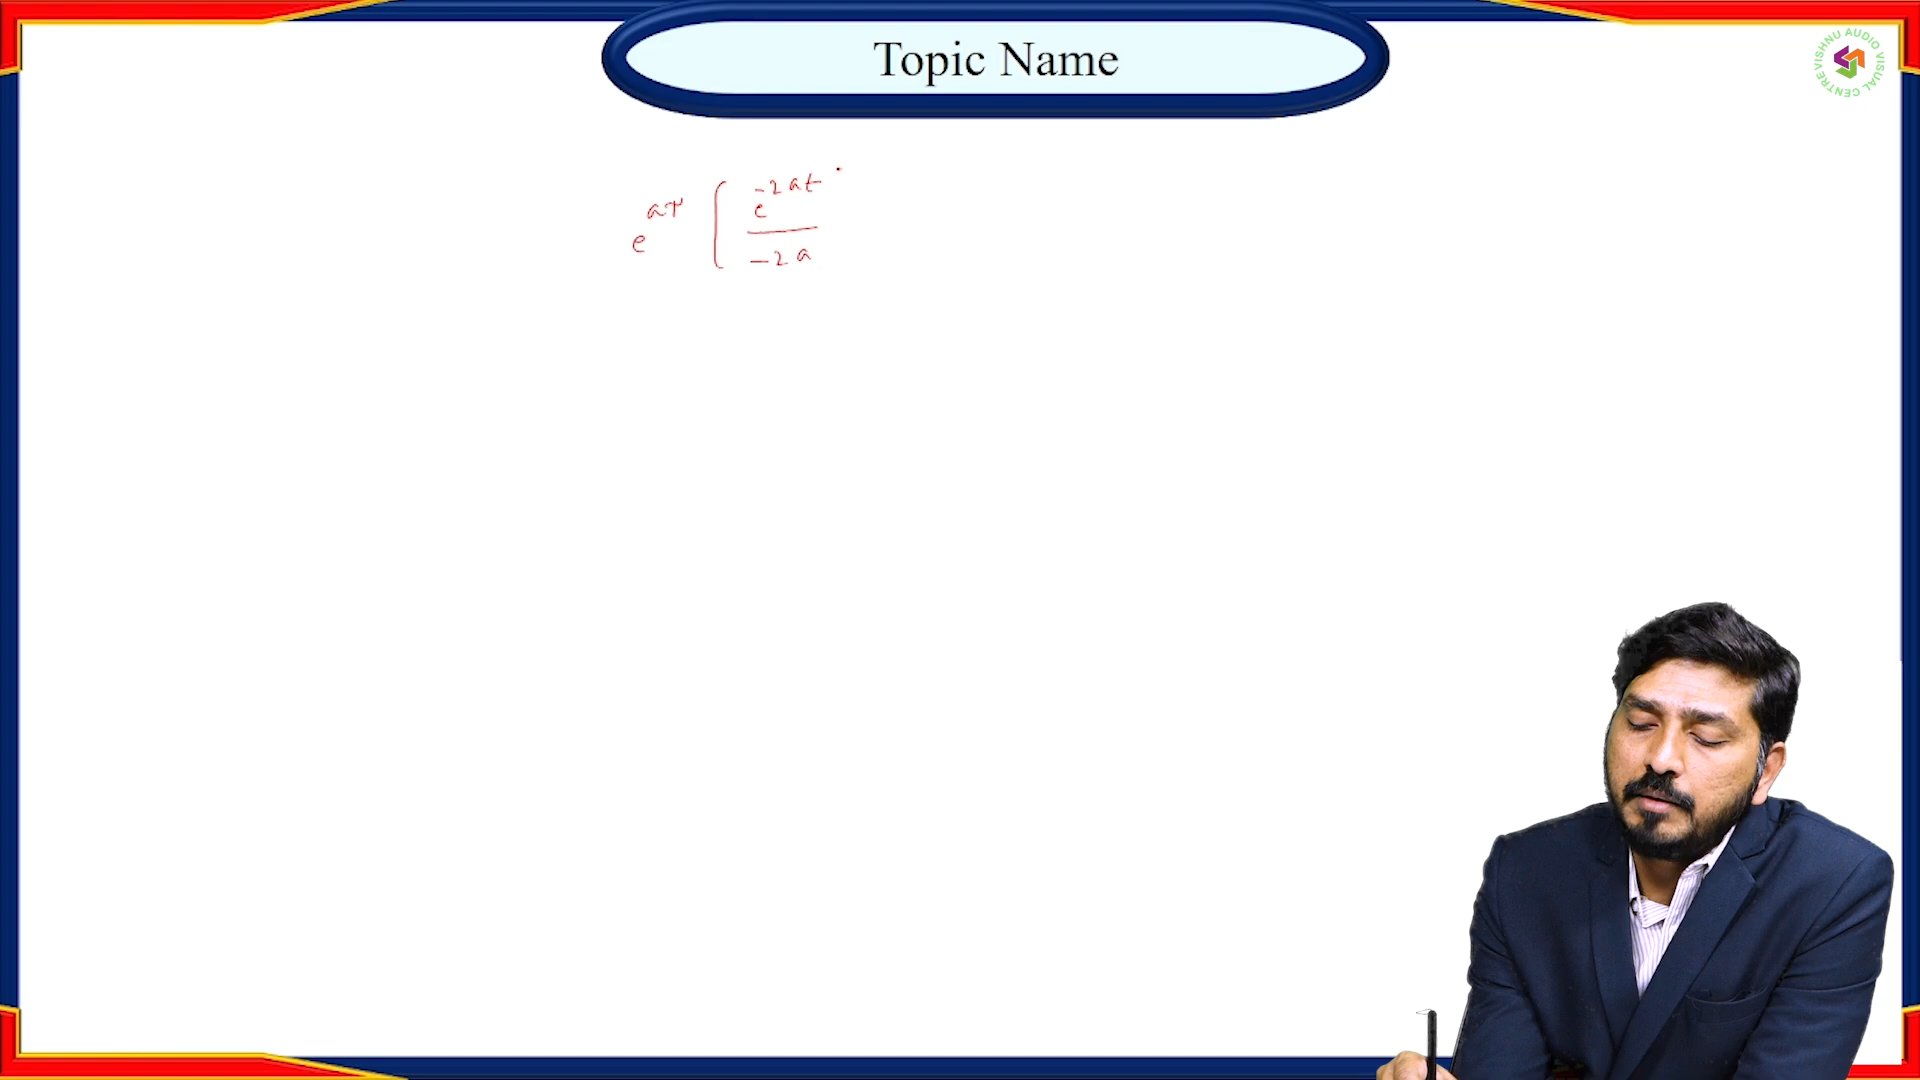 Topic Name
VISHNU AUDIO VISUAL CENTRE
e^{aτ} [ e^{-2at} / -2a